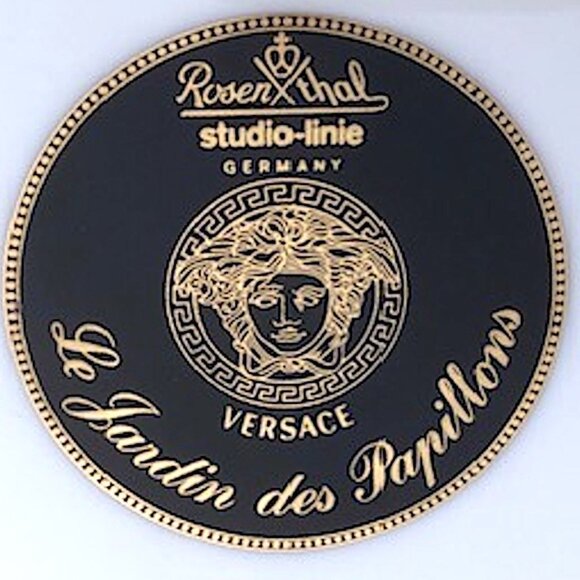 Rosenthal
studio-linie
GERMANY
VERSACE
Le Jardin des Papillons